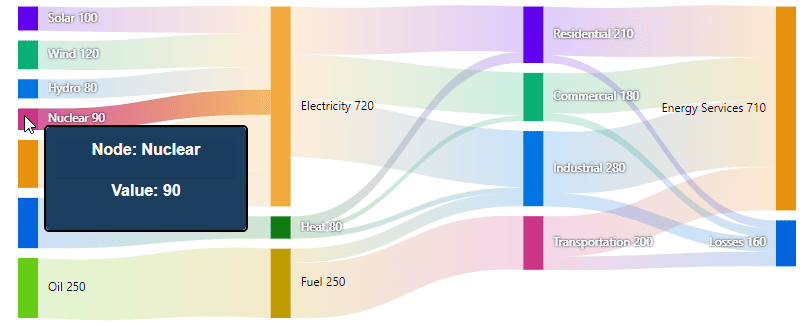 Solar 100
Wind 120
Hydro 80
Nuclear 90
Node: Nuclear
Value: 90
Oil 250
Electricity 720
Heat 80
Fuel 250
Residential 210
Commercial 180
Industrial 280
Transportation 200
Energy Services 710
Losses 160